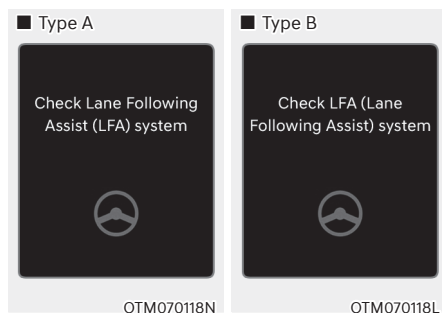 ■ Type A
Check Lane Following
Assist (LFA) system
OTM070118N
■ Type B
Check LFA (Lane
Following Assist) system
OTM070118L